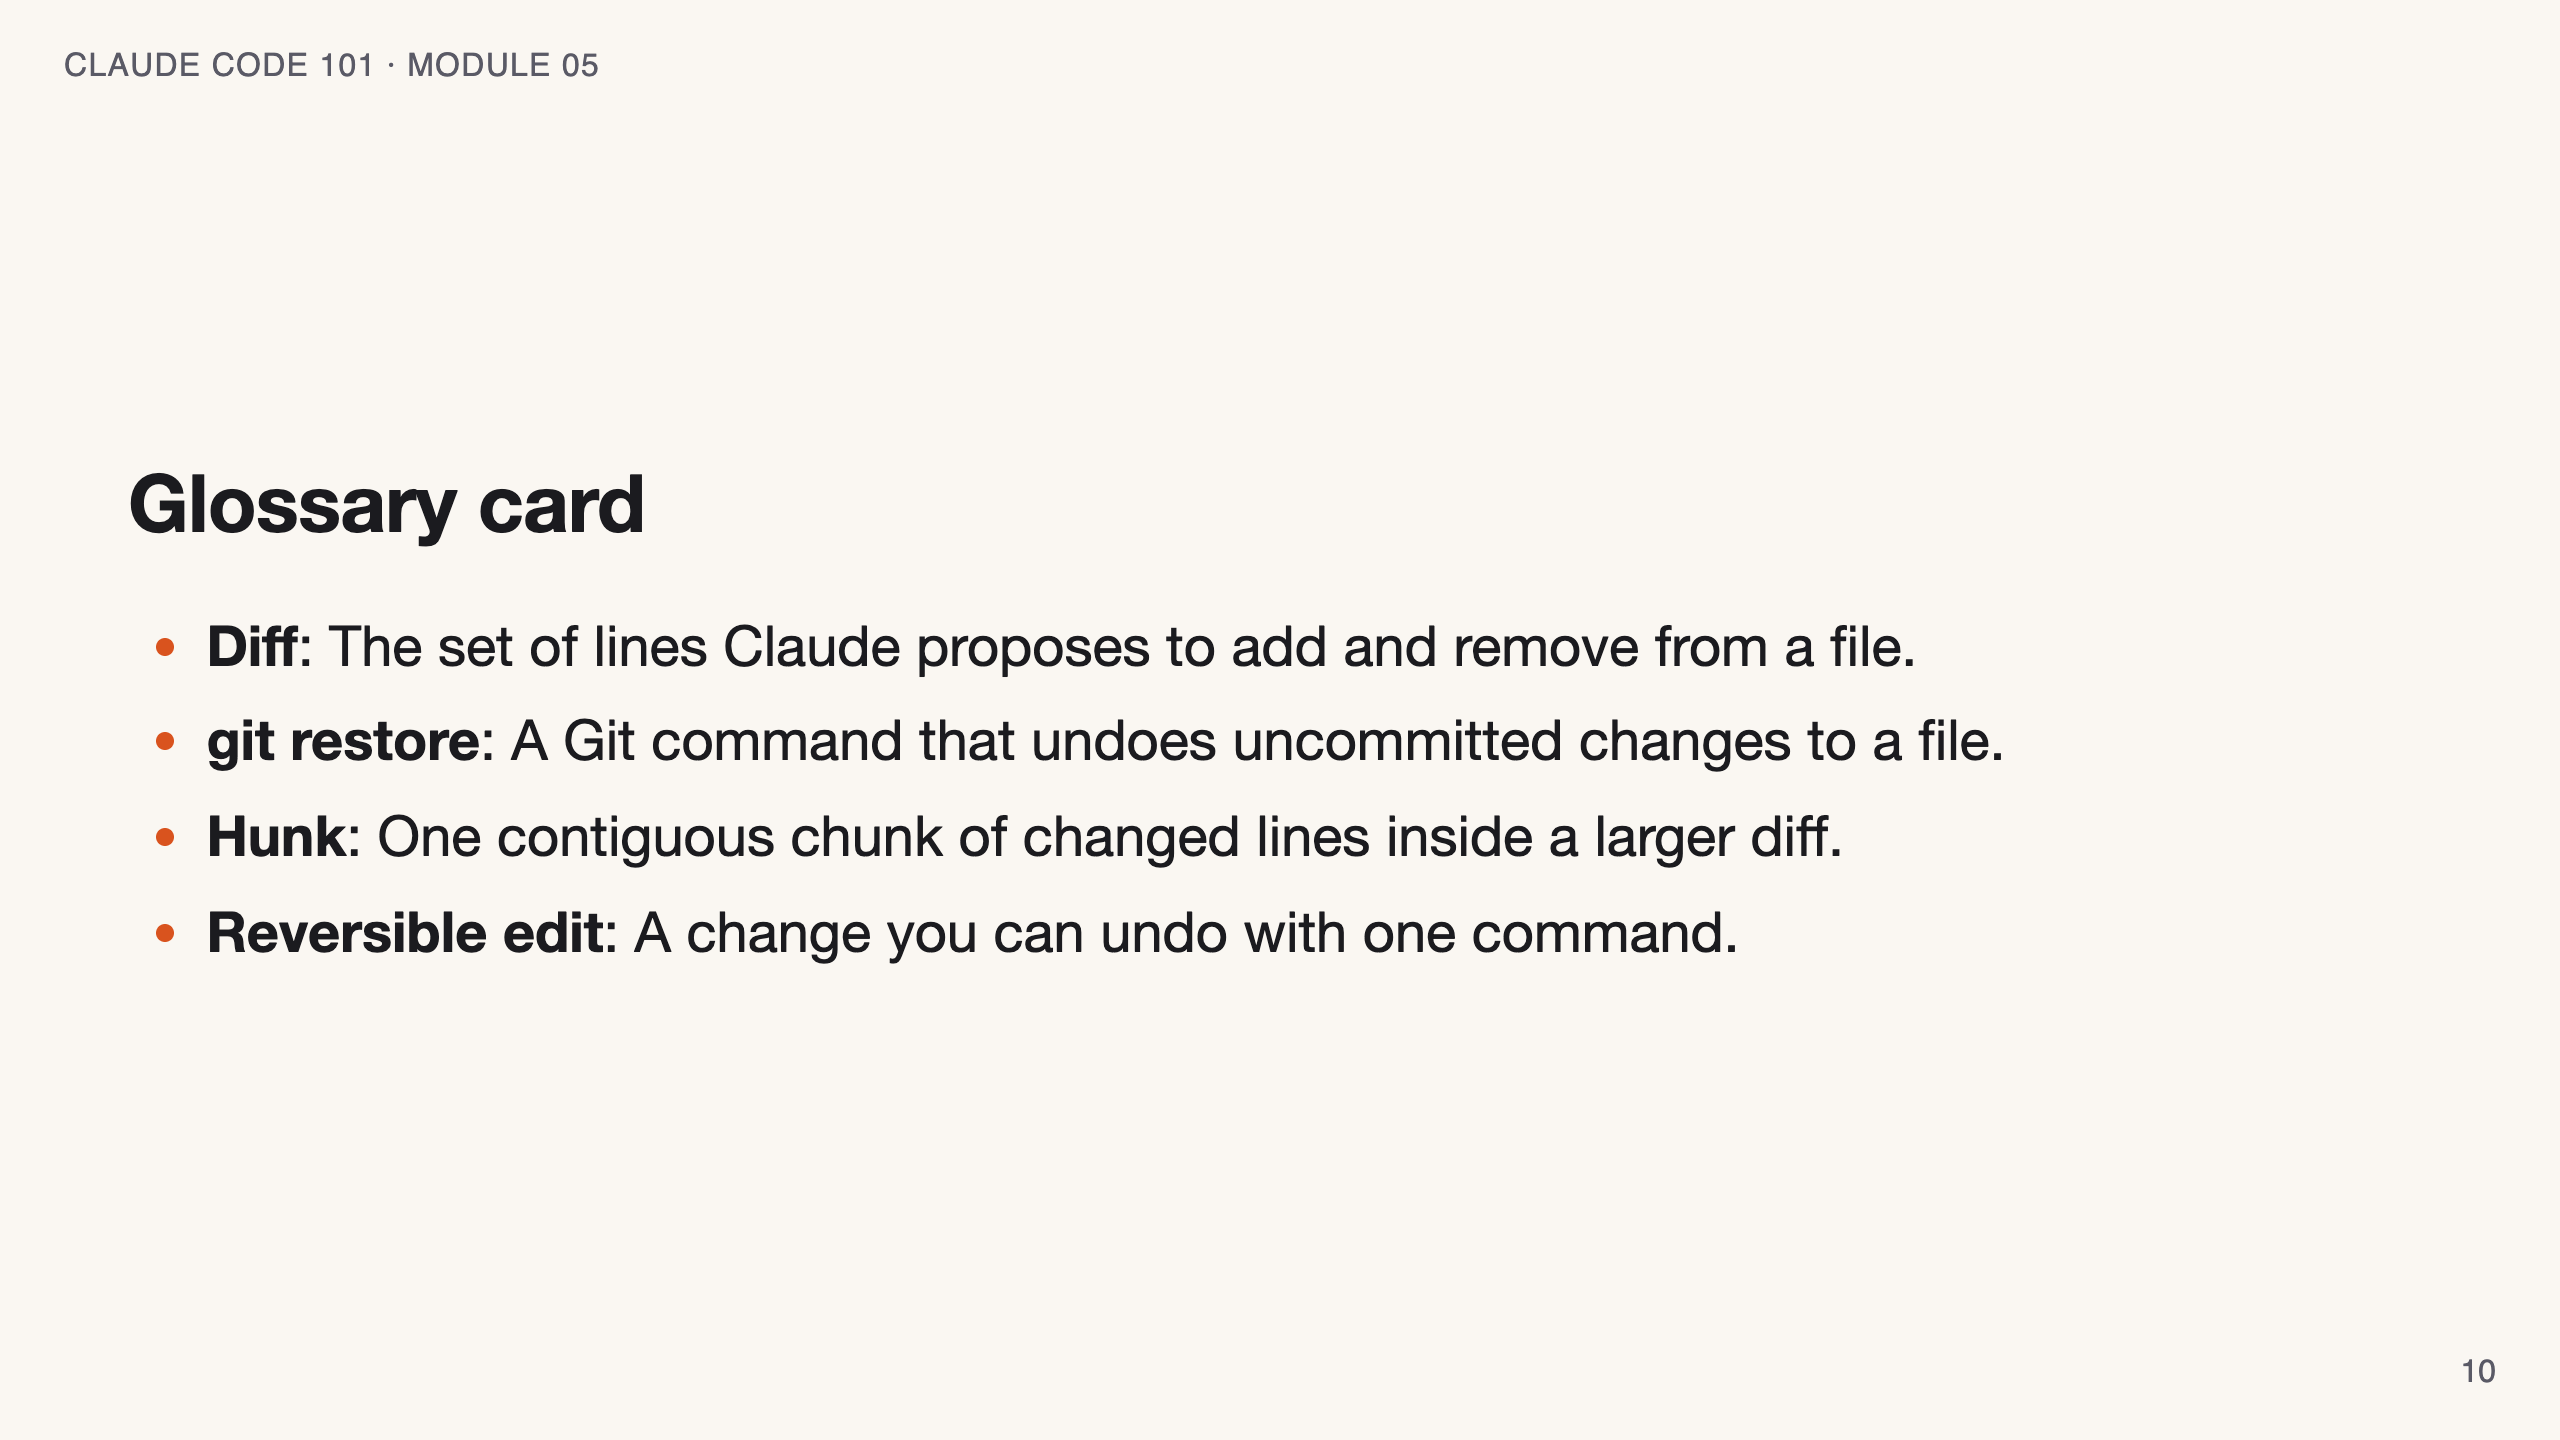 CLAUDE CODE 101 · MODULE 05
Glossary card
• Diff: The set of lines Claude proposes to add and remove from a file.
• git restore: A Git command that undoes uncommitted changes to a file.
• Hunk: One contiguous chunk of changed lines inside a larger diff.
• Reversible edit: A change you can undo with one command.
10